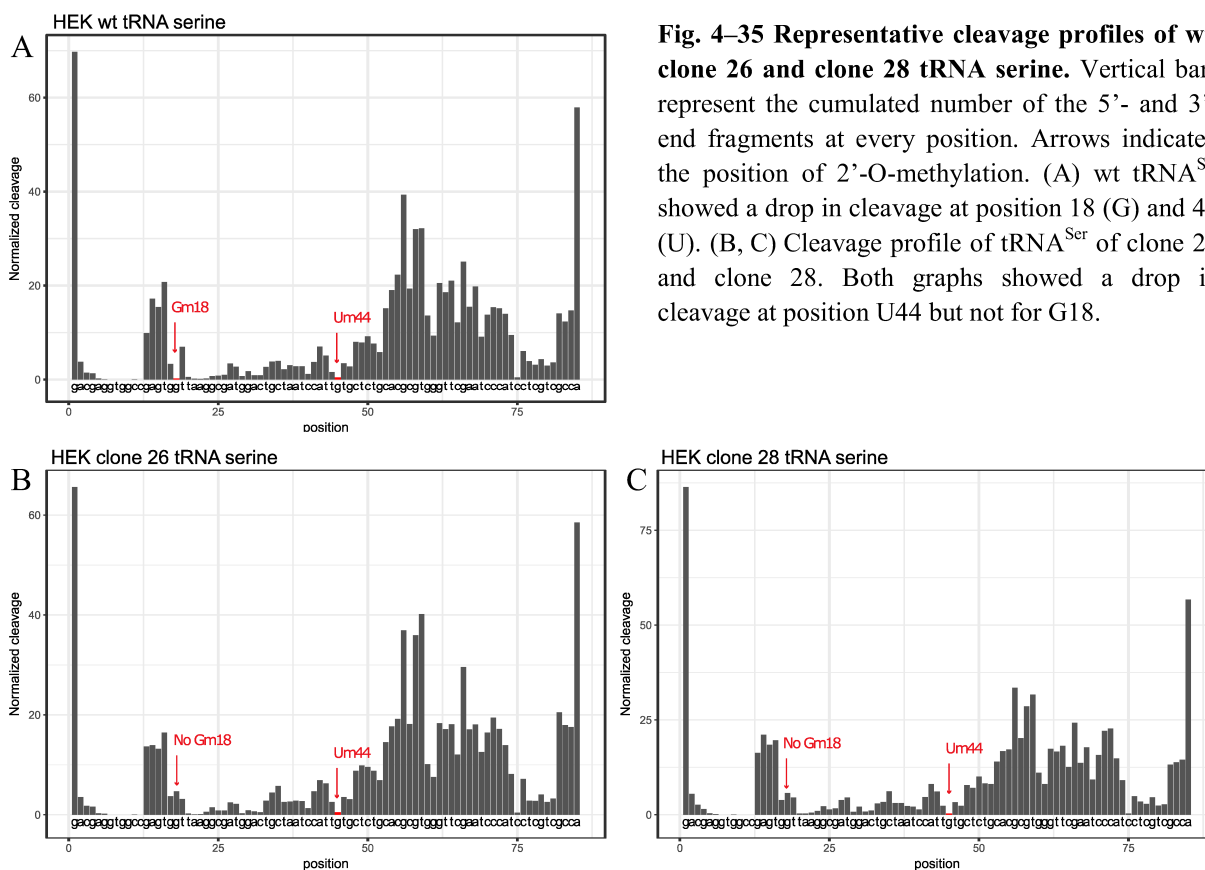 HEK wt tRNA serine
A
Normalized cleavage
60
40
20
0
Gm18
Um44
gacgaggtggccgagtggttaaggcgatggactgctaatccattgtgctctgcacgcgtgggttcgaatcccatcctcgtcgcca
0 25 50 75
position
Fig. 4–35 Representative cleavage profiles of w
clone 26 and clone 28 tRNA serine. Vertical bar
represent the cumulated number of the 5’- and 3’
end fragments at every position. Arrows indicate
the position of 2’-O-methylation. (A) wt tRNAS
showed a drop in cleavage at position 18 (G) and 4
(U). (B, C) Cleavage profile of tRNASer of clone 2
and clone 28. Both graphs showed a drop i
cleavage at position U44 but not for G18.
HEK clone 26 tRNA serine
B
Normalized cleavage
60
40
20
0
No Gm18
Um44
gacgaggtggccgagtggttaaggcgatggactgctaatccattgtgctctgcacgcgtgggttcgaatcccatcctcgtcgcca
0 25 50 75
position
HEK clone 28 tRNA serine
C
Normalized cleavage
75
50
25
0
No Gm18
Um44
gacgaggtggccgagtggttaaggcgatggactgctaatccattgtgctctgcacgcgtgggttcgaatcccatcctcgtcgcca
0 25 50 75
position